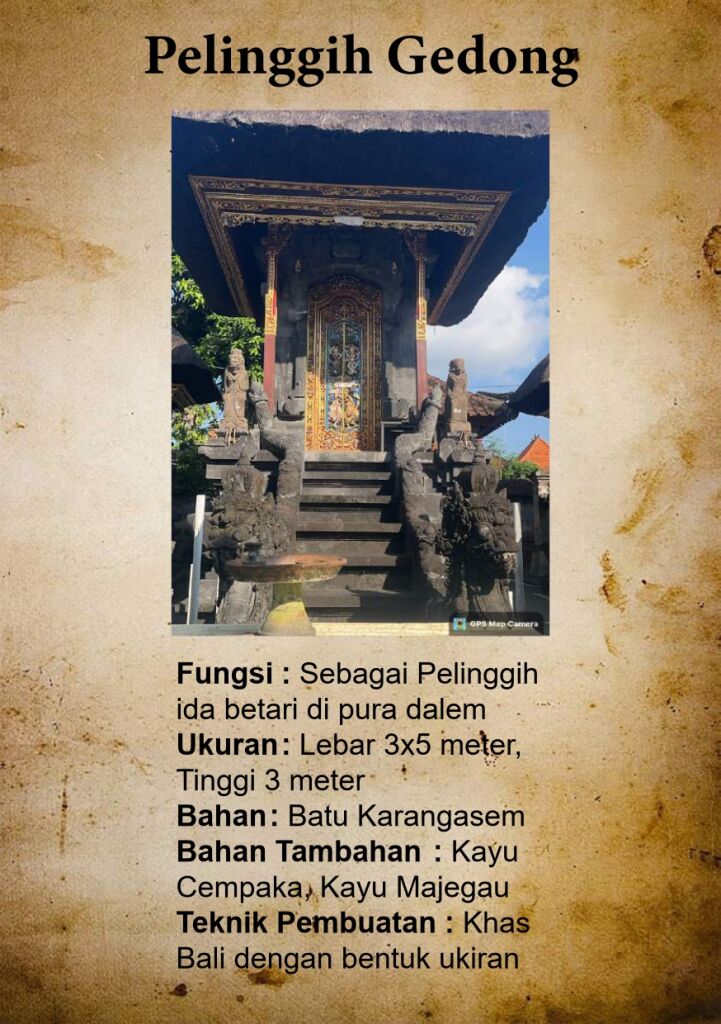 Pelinggih Gedong
GPS Map Camera
Fungsi : Sebagai Pelinggih
ida betari di pura dalem
Ukuran : Lebar 3x5 meter,
Tinggi 3 meter
Bahan : Batu Karangasem
Bahan Tambahan : Kayu
Cempaka, Kayu Majegau
Teknik Pembuatan : Khas
Bali dengan bentuk ukiran